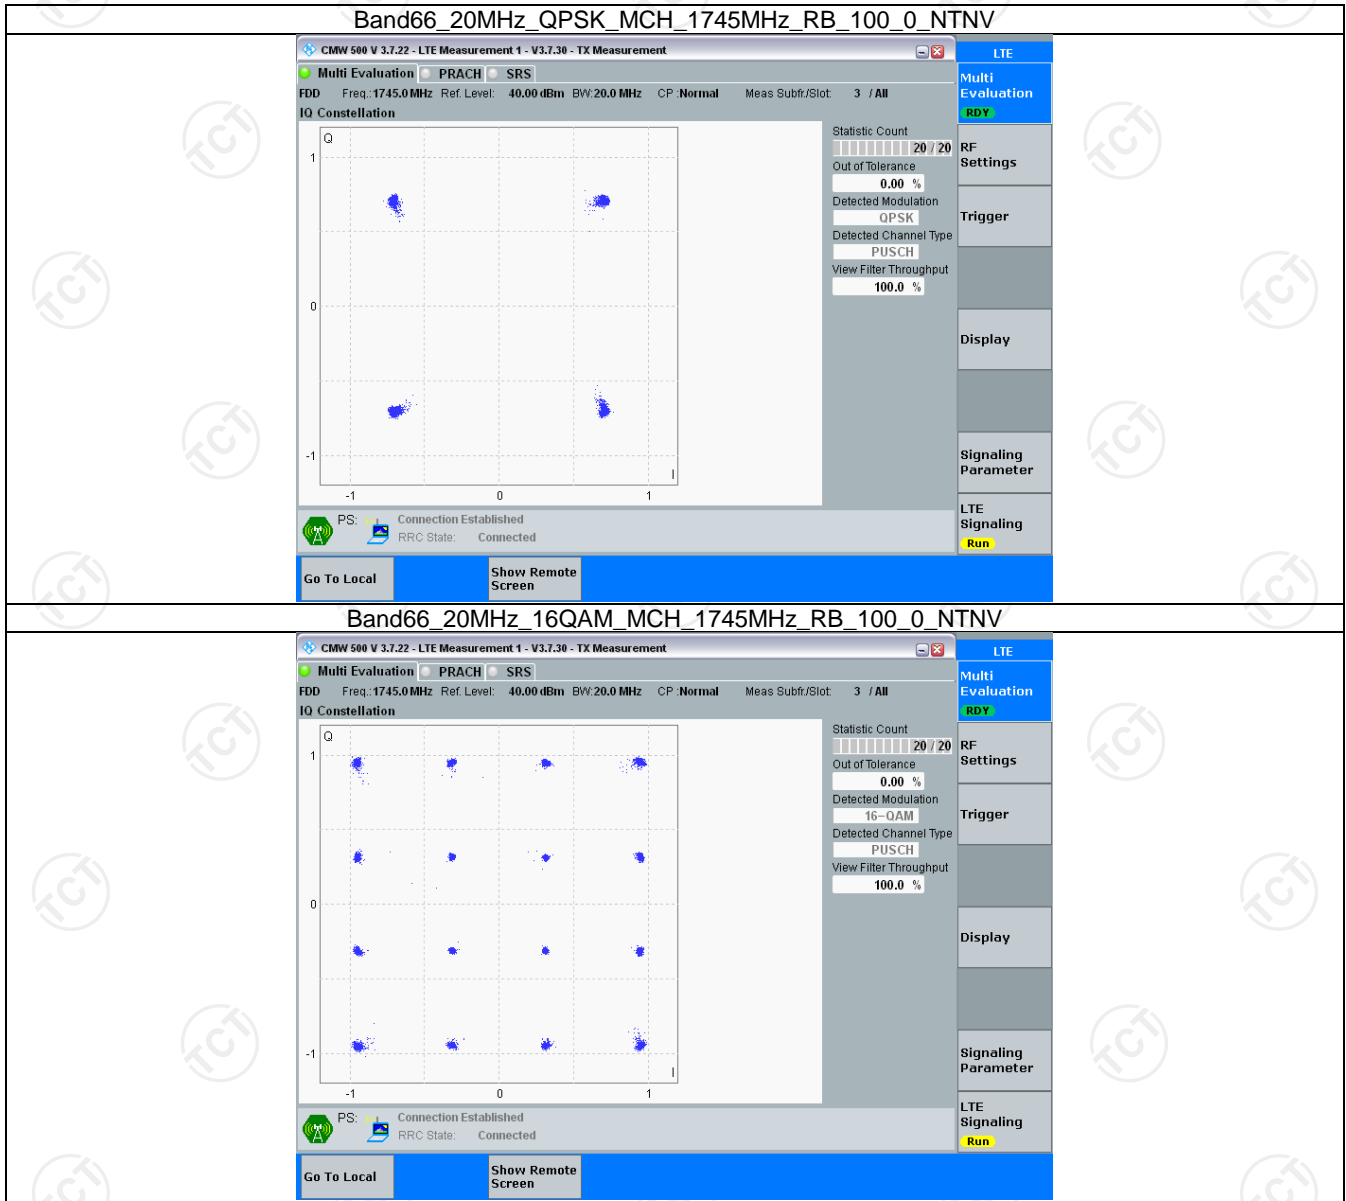 Band66_20MHz_QPSK_MCH_1745MHz_RB_100_0_NTNV
CMW 500 V 3.7.22 - LTE Measurement 1 - V3.7.30 - TX Measurement
LTE
Multi Evaluation PRACH SRS
Multi Evaluation
RDY
FDD Freq.: 1745.0 MHz Ref. Level: 40.00 dBm BW: 20.0 MHz CP : Normal Meas Subfr./Slot: 3 / All
IQ Constellation
Q
1
0
-1
-1 0 1
I
Statistic Count
20 / 20
Out of Tolerance
0.00 %
Detected Modulation
QPSK
Detected Channel Type
PUSCH
View Filter Throughput
100.0 %
RF Settings
Trigger
Display
Signaling Parameter
LTE Signaling
Run
PS: Connection Established
RRC State: Connected
Go To Local
Show Remote Screen
Band66_20MHz_16QAM_MCH_1745MHz_RB_100_0_NTNV
CMW 500 V 3.7.22 - LTE Measurement 1 - V3.7.30 - TX Measurement
LTE
Multi Evaluation PRACH SRS
Multi Evaluation
RDY
FDD Freq.: 1745.0 MHz Ref. Level: 40.00 dBm BW: 20.0 MHz CP : Normal Meas Subfr./Slot: 3 / All
IQ Constellation
Q
1
0
-1
-1 0 1
I
Statistic Count
20 / 20
Out of Tolerance
0.00 %
Detected Modulation
16-QAM
Detected Channel Type
PUSCH
View Filter Throughput
100.0 %
RF Settings
Trigger
Display
Signaling Parameter
LTE Signaling
Run
PS: Connection Established
RRC State: Connected
Go To Local
Show Remote Screen
TCT